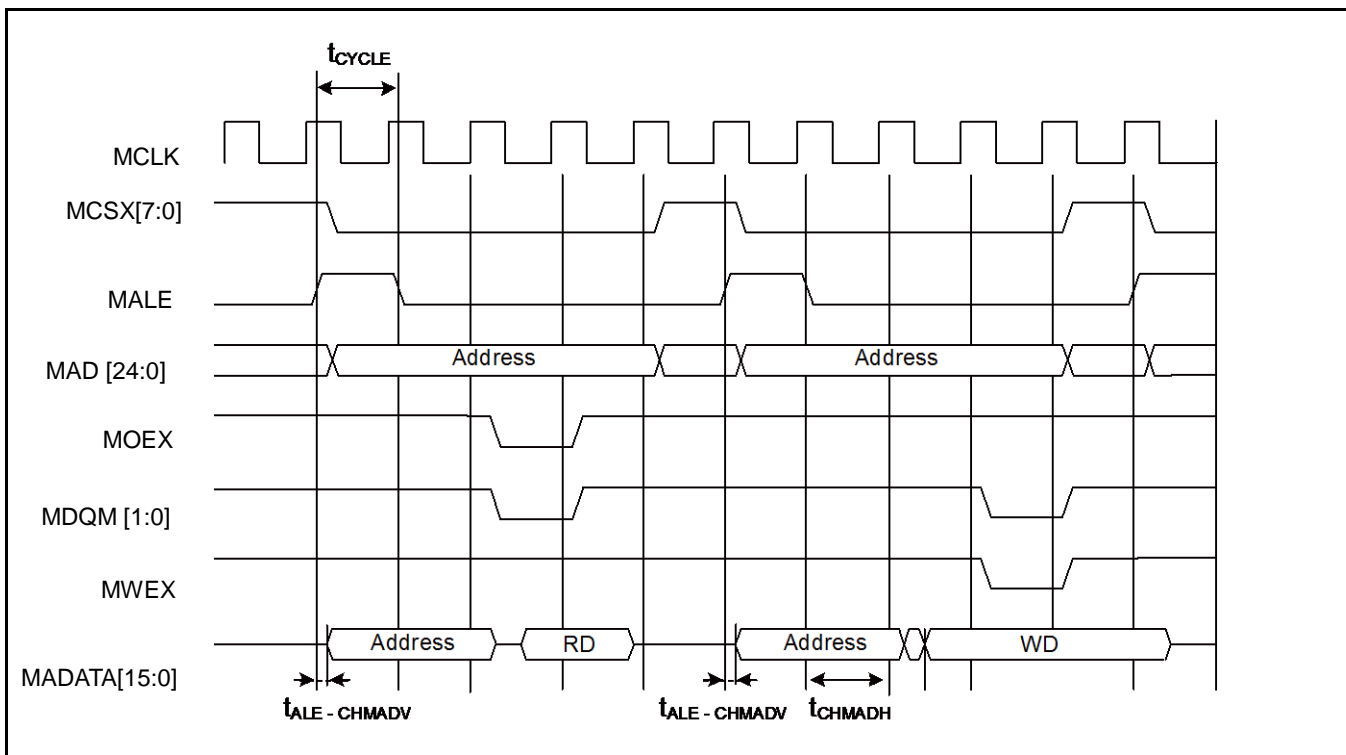 tCYCLE
MCLK
MCSX[7:0]
MALE
MAD [24:0]
Address
Address
MOEX
MDQM [1:0]
MWEX
MADATA[15:0]
Address
RD
Address
WD
tALE - CHMADV
tALE - CHMADV
tCHMADH